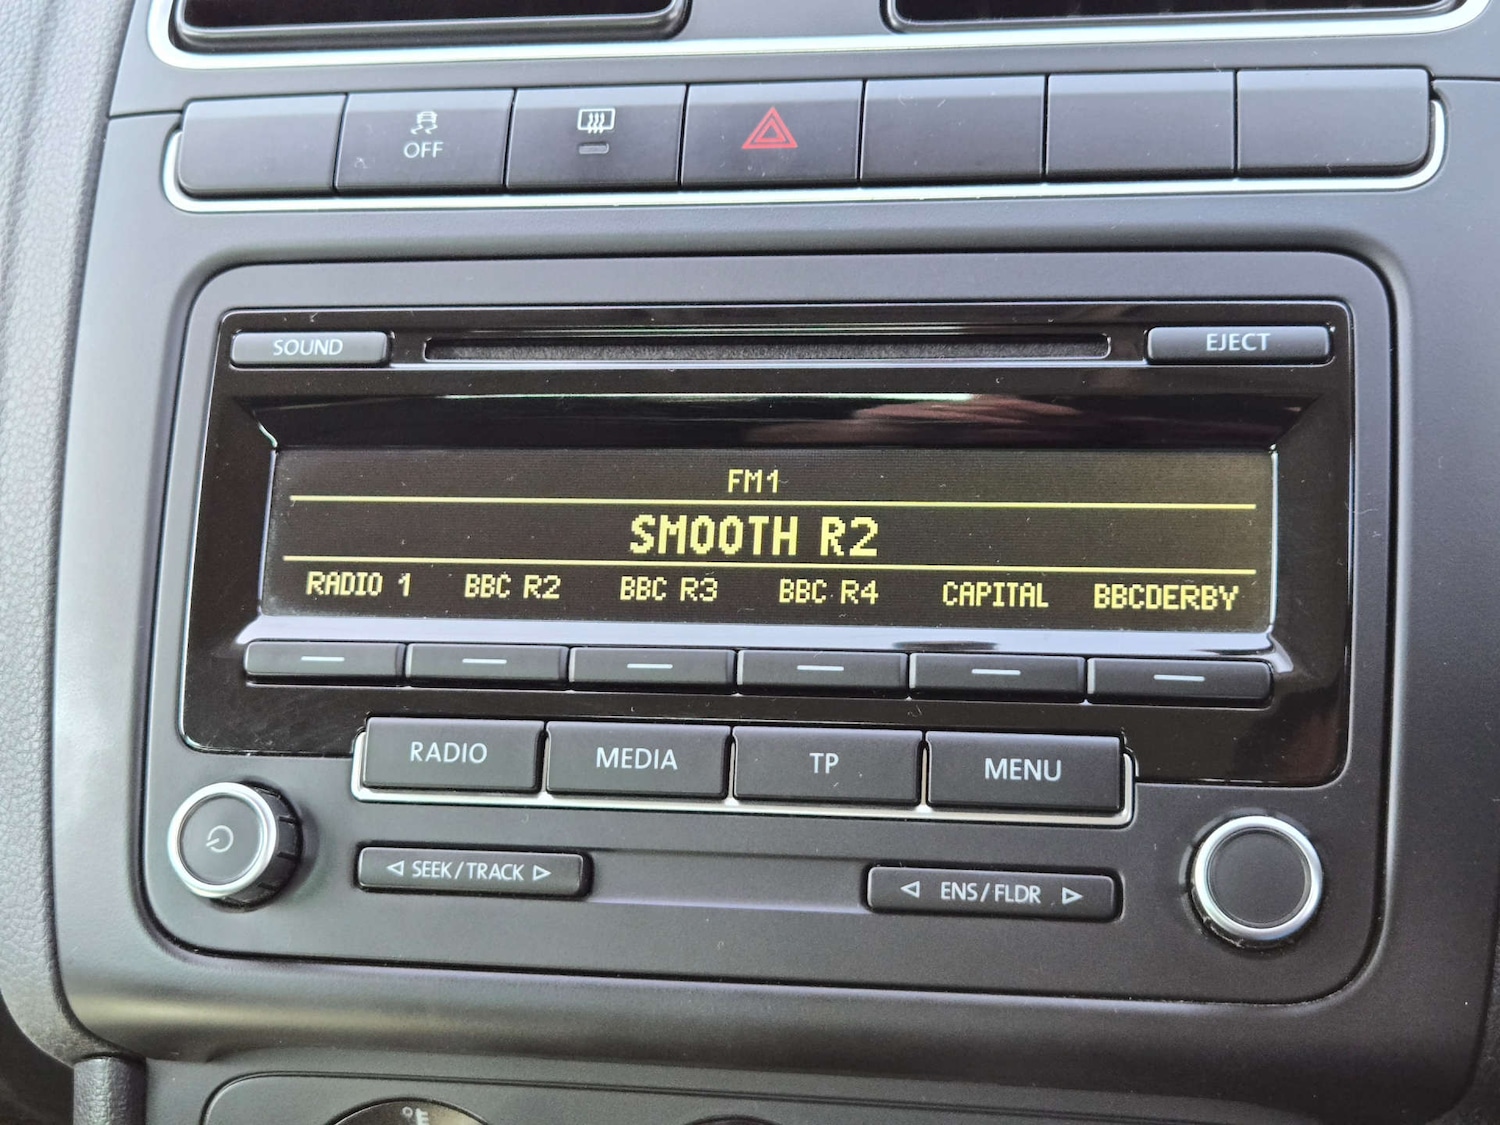 OFF
SOUND EJECT
FM1
SMOOTH R2
RADIO 1 BBC R2 BBC R3 BBC R4 CAPITAL BBCDERBY
RADIO MEDIA TP MENU
SEEK/TRACK ENS/FLDR
°F